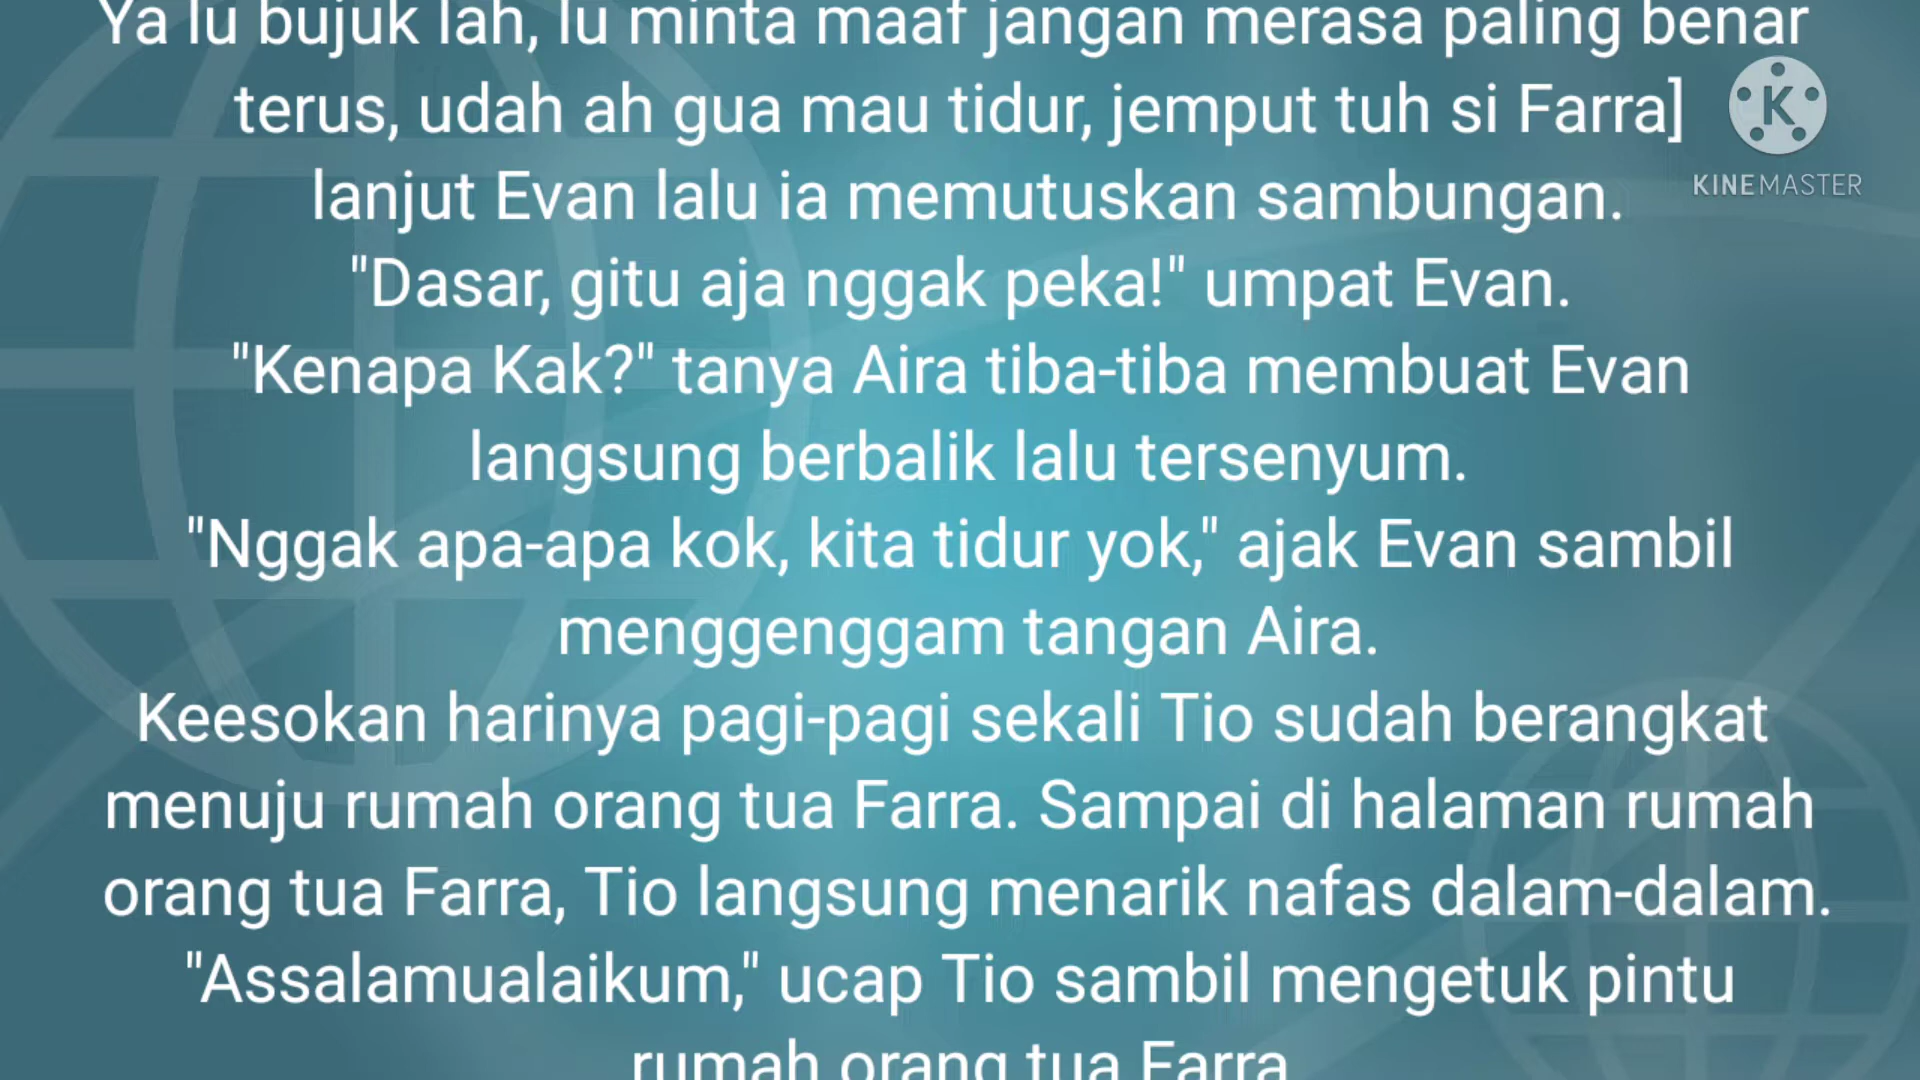 Ya lu bujuk lah, lu minta maaf jangan merasa paling benar
terus, udah ah gua mau tidur, jemput tuh si Farra]
lanjut Evan lalu ia memutuskan sambungan.
"Dasar, gitu aja nggak peka!" umpat Evan.
"Kenapa Kak?" tanya Aira tiba-tiba membuat Evan
langsung berbalik lalu tersenyum.
"Nggak apa-apa kok, kita tidur yok," ajak Evan sambil
menggenggam tangan Aira.
Keesokan harinya pagi-pagi sekali Tio sudah berangkat
menuju rumah orang tua Farra. Sampai di halaman rumah
orang tua Farra, Tio langsung menarik nafas dalam-dalam.
"Assalamualaikum," ucap Tio sambil mengetuk pintu
rumah orang tua Farra
K
KINEMASTER